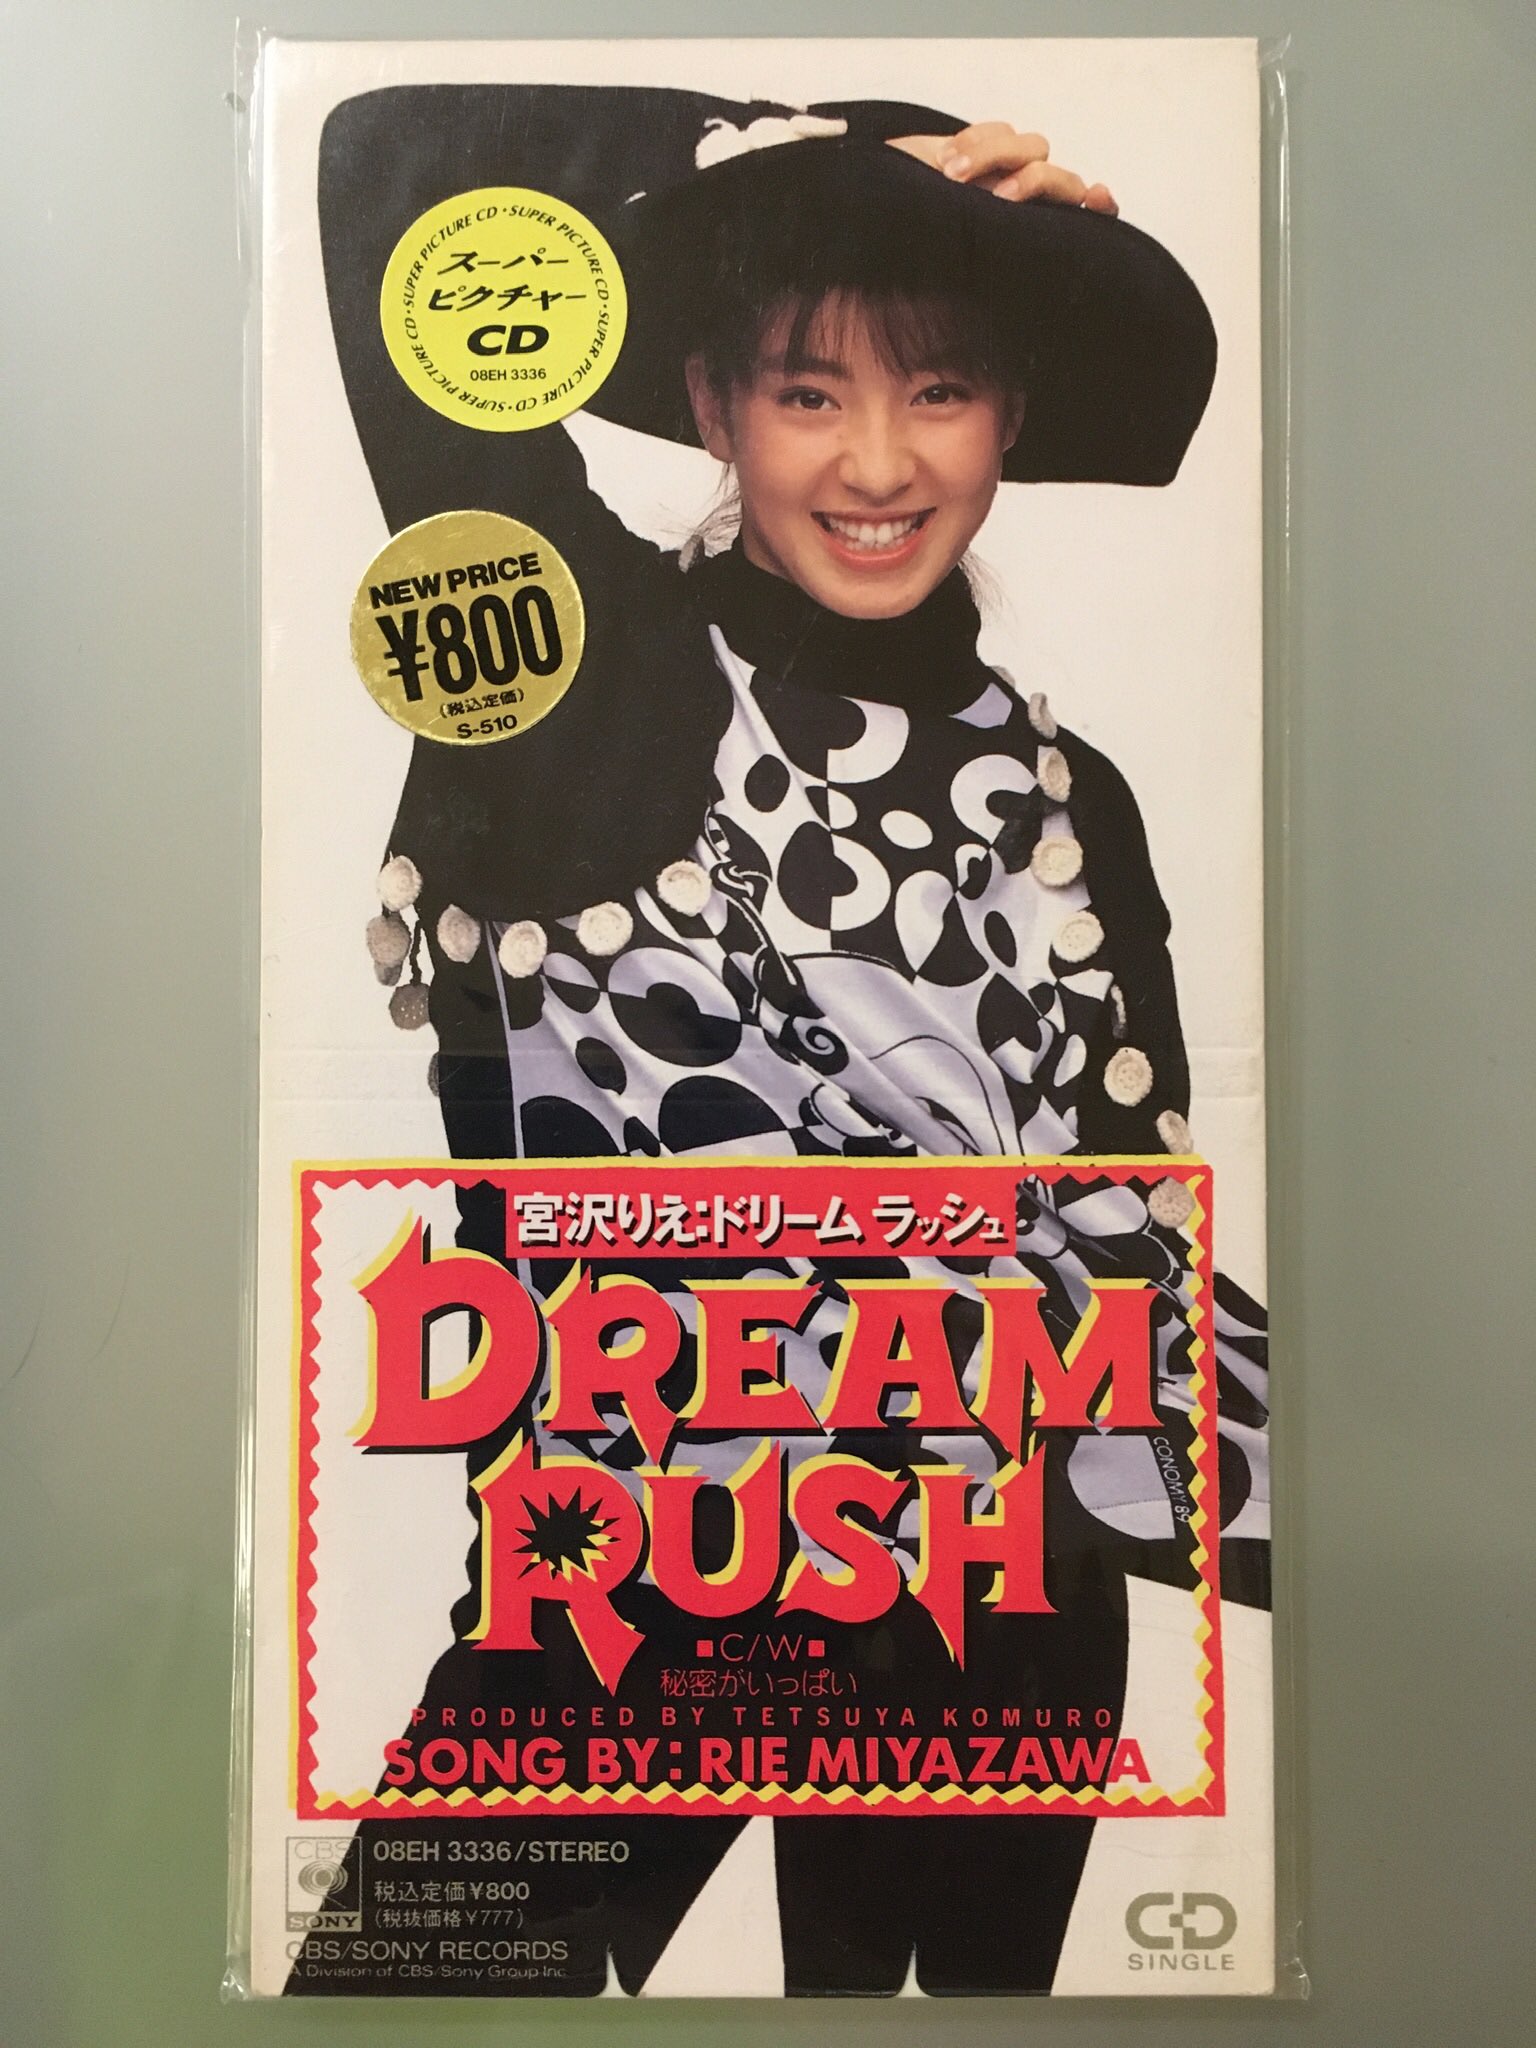 SUPER PICTURE CD・SUPER PICTURE CD・SUPER PICTURE CD・SUPER PICTURE CD・
スーパー
ピクチャー
CD
08EH 3336
NEW PRICE
¥800
(税込定価)
S-510
宮沢りえ:ドリーム ラッシュ
DREAM
RUSH
CONOMY 89
■C/W■
秘密がいっぱい
PRODUCED BY TETSUYA KOMURO
SONG BY: RIE MIYAZAWA
CBS
SONY
08EH 3336/STEREO
税込定価¥800
(税抜価格¥777)
CBS/SONY RECORDS
A Division of CBS/Sony Group Inc.
CD
SINGLE